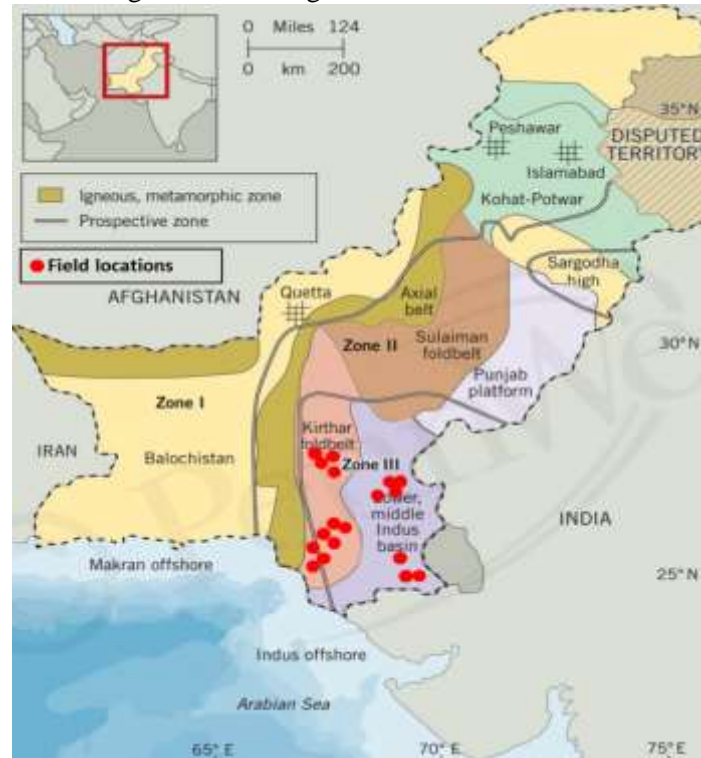 0 Miles 124
0 km 200
35°N
Peshawar
DISPUTED
TERRITORY
Islamabad
Kohat-Potwar
Igneous, metamorphic zone
Prospective zone
Field locations
Sargodha
high
AFGHANISTAN
Quetta
Axial
belt
Zone II
Sulaiman
foldbelt
30°N
Punjab
platform
Zone I
Kirthar
foldbelt
IRAN
Balochistan
Zone III
Lower,
middle
Indus
basin
INDIA
Makran offshore
25°N
Indus offshore
Arabian Sea
65° E
70° E
75° E